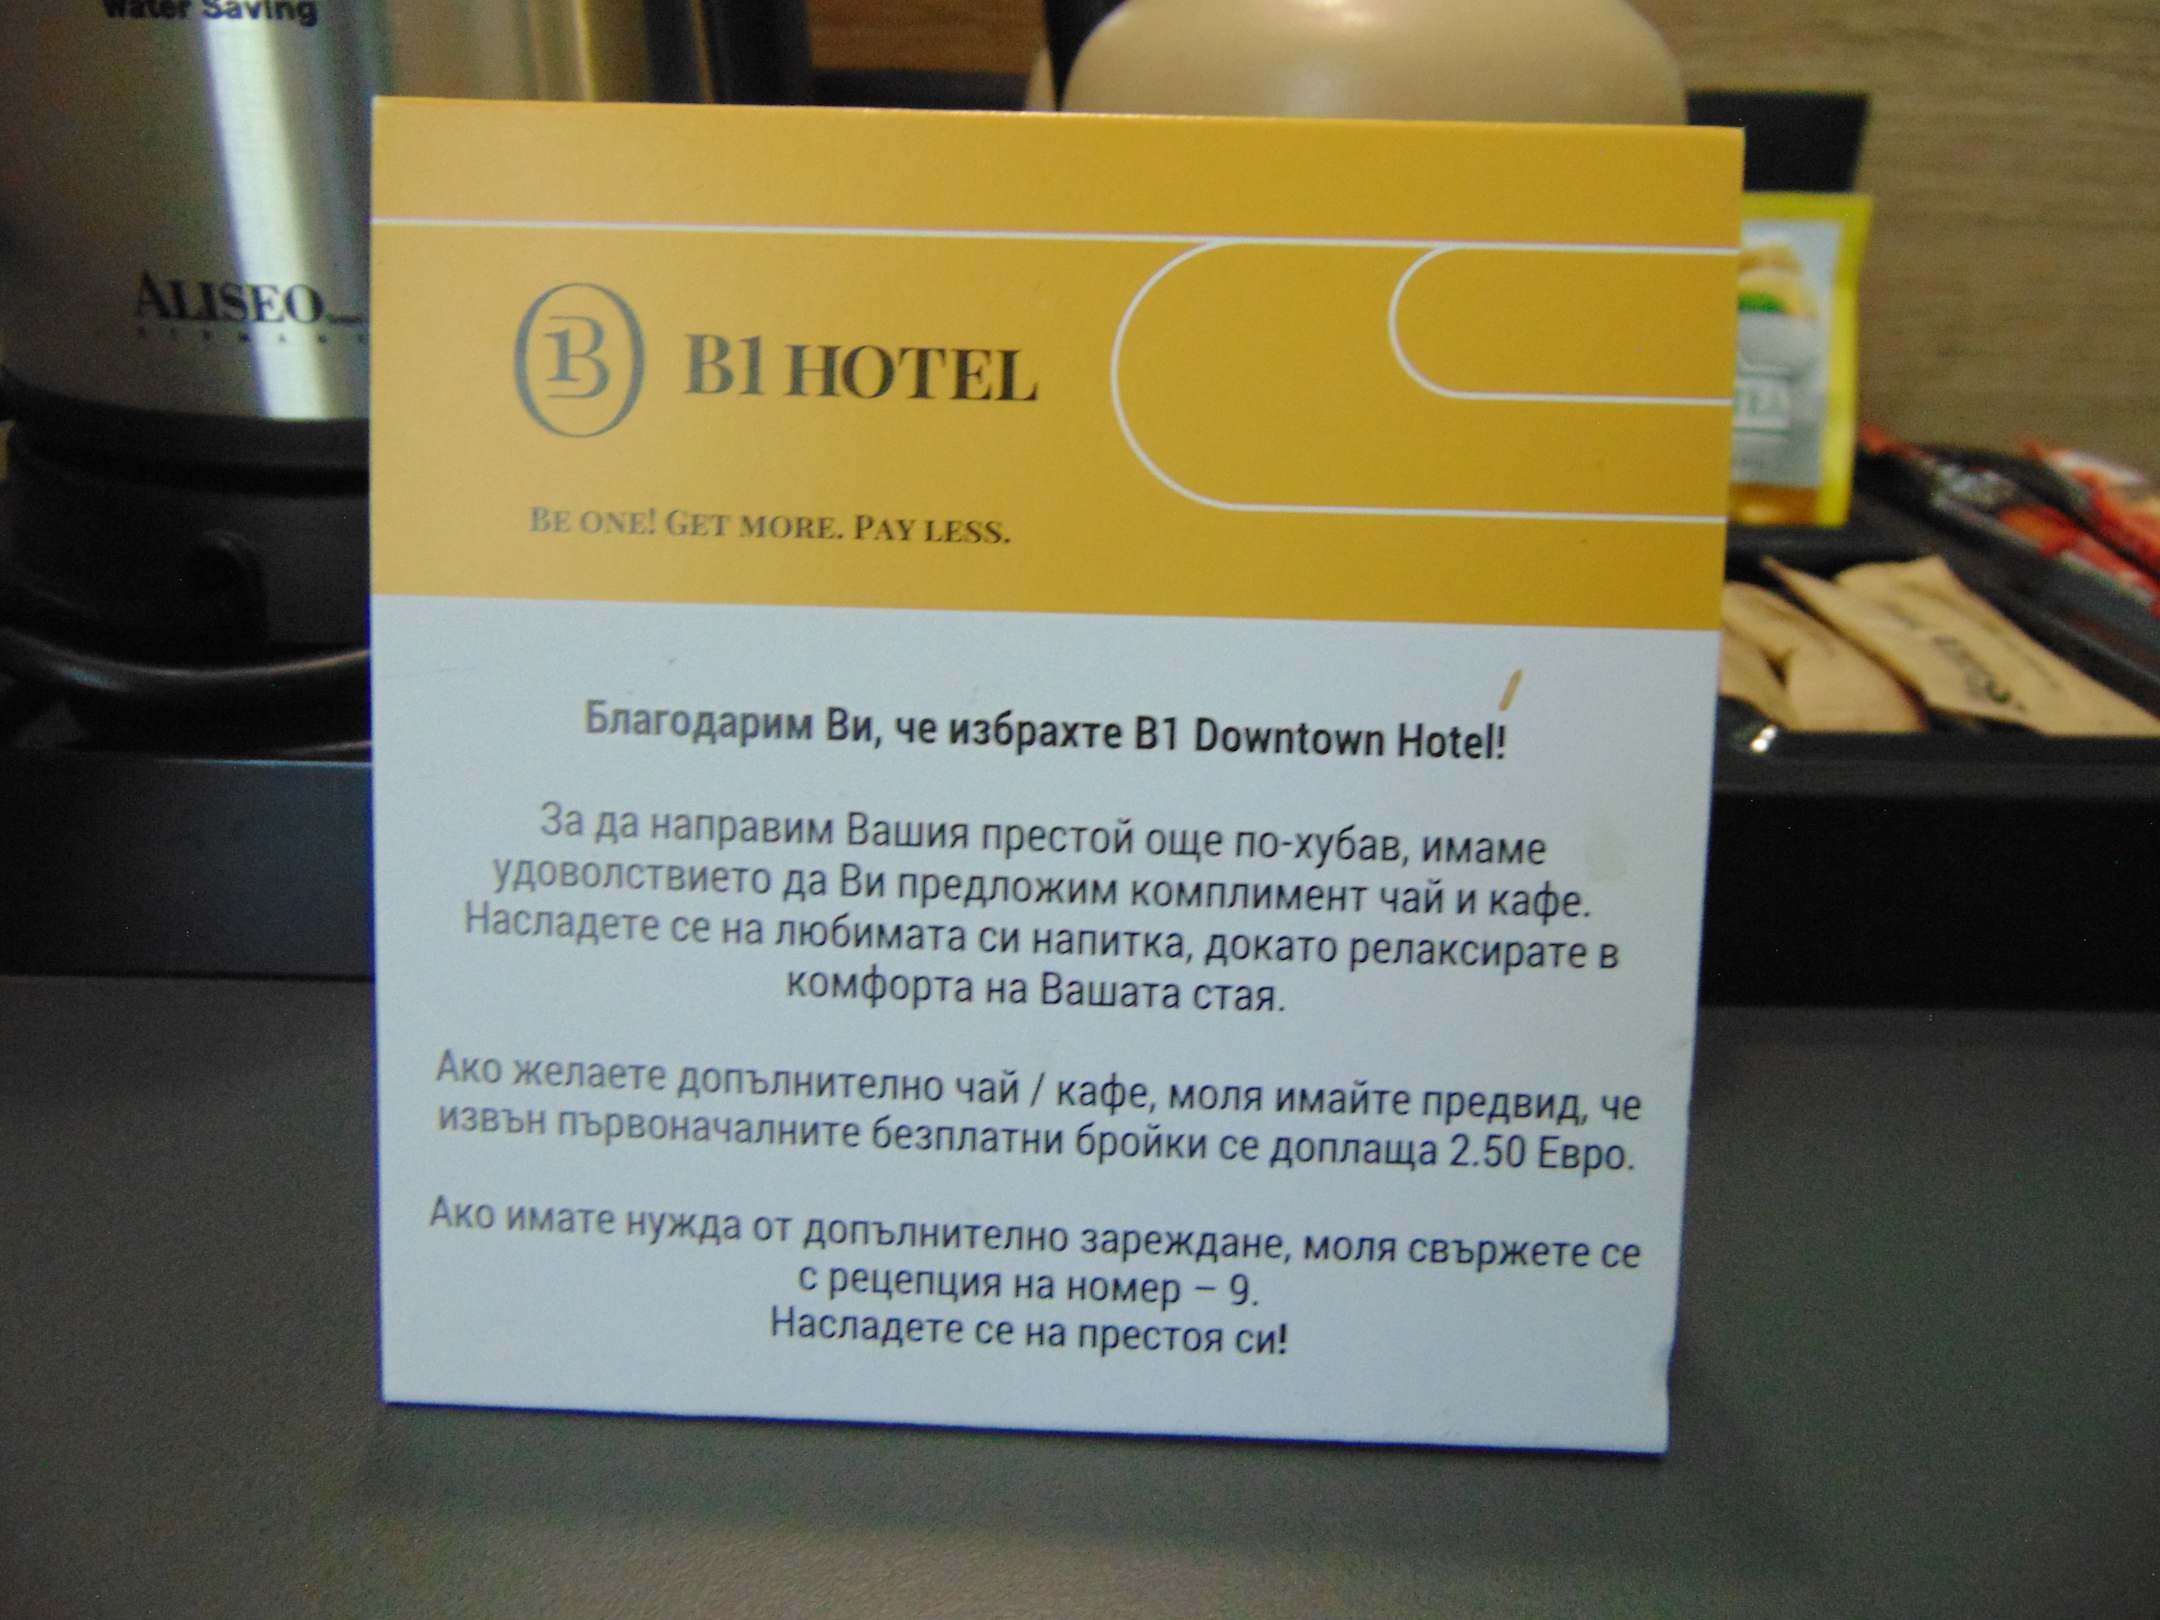 Water Saving
ALISEO
B1 HOTEL
BE ONE! GET MORE. PAY LESS.
Благодарим Ви, че избрахте B1 Downtown Hotel!
За да направим Вашия престой още по-хубав, имаме
удоволствието да Ви предложим комплимент чай и кафе.
Насладете се на любимата си напитка, докато релаксирате в
комфорта на Вашата стая.
Ако желаете допълнително чай / кафе, моля имайте предвид, че
извън първоначалните безплатни бройки се доплаща 2.50 Евро.
Ако имате нужда от допълнително зареждане, моля свържете се
с рецепция на номер – 9.
Насладете се на престоя си!